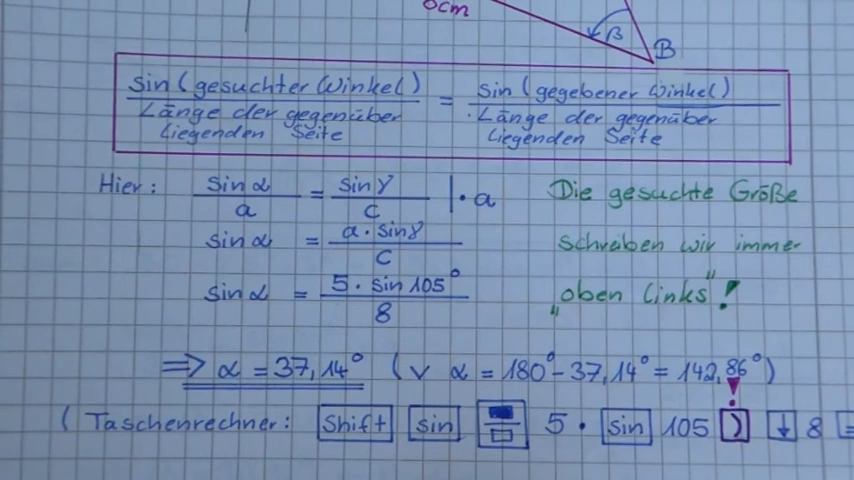 8cm
β
B
sin (gesuchter Winkel) = sin (gegebener Winkel)
Länge der gegenüber Länge der gegenüber
liegenden Seite liegenden Seite
Hier: sin α / a = sin γ / c | · a Die gesuchte Größe
sin α = a · sin γ / c schreiben wir immer
sin α = 5 · sin 105° / 8 „oben links"!
=> α = 37,14° (v α = 180° - 37,14° = 142,86°)
!
(Taschenrechner: Shift sin 5 · sin 105 ) ↓ 8 =